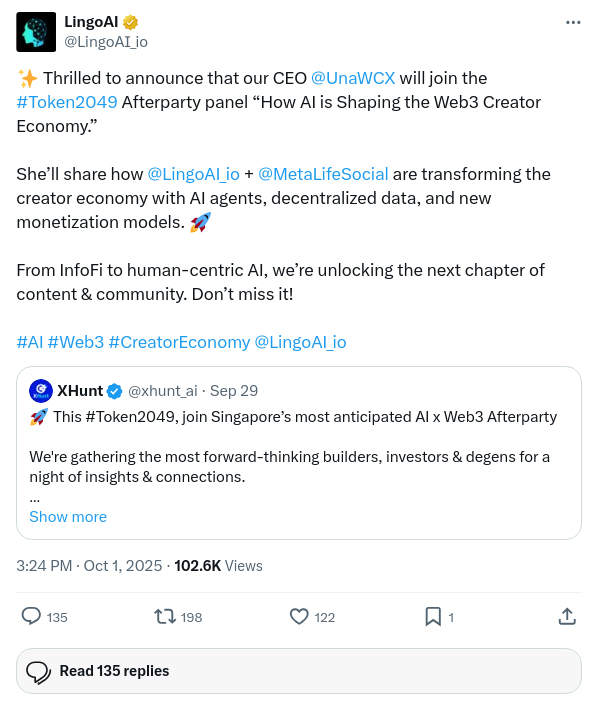 LingoAI
@LingoAI_io
✨ Thrilled to announce that our CEO @UnaWCX will join the
#Token2049 Afterparty panel “How AI is Shaping the Web3 Creator
Economy.”
She’ll share how @LingoAI_io + @MetaLifeSocial are transforming the
creator economy with AI agents, decentralized data, and new
monetization models. 🚀
From InfoFi to human-centric AI, we’re unlocking the next chapter of
content & community. Don’t miss it!
#AI #Web3 #CreatorEconomy @LingoAI_io
XHunt @xhunt_ai · Sep 29
🚀 This #Token2049, join Singapore’s most anticipated AI x Web3 Afterparty
We're gathering the most forward-thinking builders, investors & degens for a
night of insights & connections.
...
Show more
3:24 PM · Oct 1, 2025 · 102.6K Views
135 198 122 1
Read 135 replies